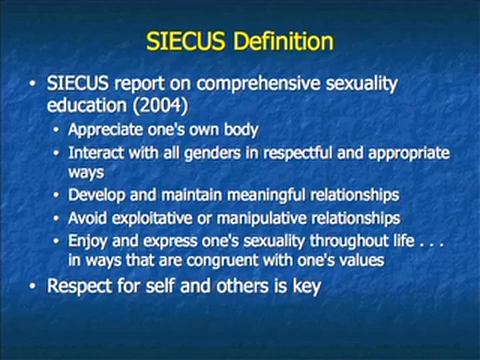 SIECUS Definition
• SIECUS report on comprehensive sexuality
education (2004)
• Appreciate one's own body
• Interact with all genders in respectful and appropriate
ways
• Develop and maintain meaningful relationships
• Avoid exploitative or manipulative relationships
• Enjoy and express one's sexuality throughout life . . .
in ways that are congruent with one's values
• Respect for self and others is key